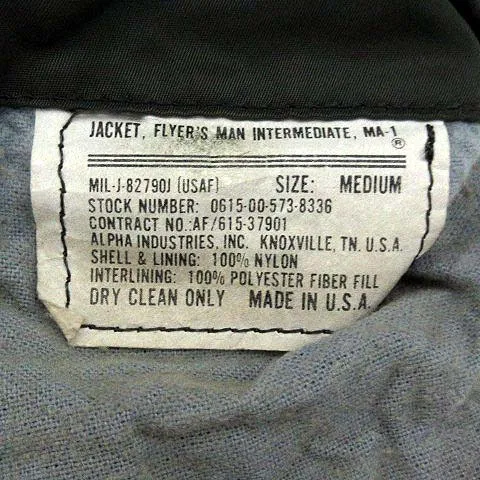 JACKET, FLYER'S MAN INTERMEDIATE, MA-1
®
MIL-J-82790J (USAF) SIZE: MEDIUM
STOCK NUMBER: 0615-00-573-8336
CONTRACT NO.:AF/615-37901
ALPHA INDUSTRIES, INC. KNOXVILLE, TN. U.S.A.
SHELL & LINING: 100% NYLON
INTERLINING: 100% POLYESTER FIBER FILL
DRY CLEAN ONLY MADE IN U.S.A.